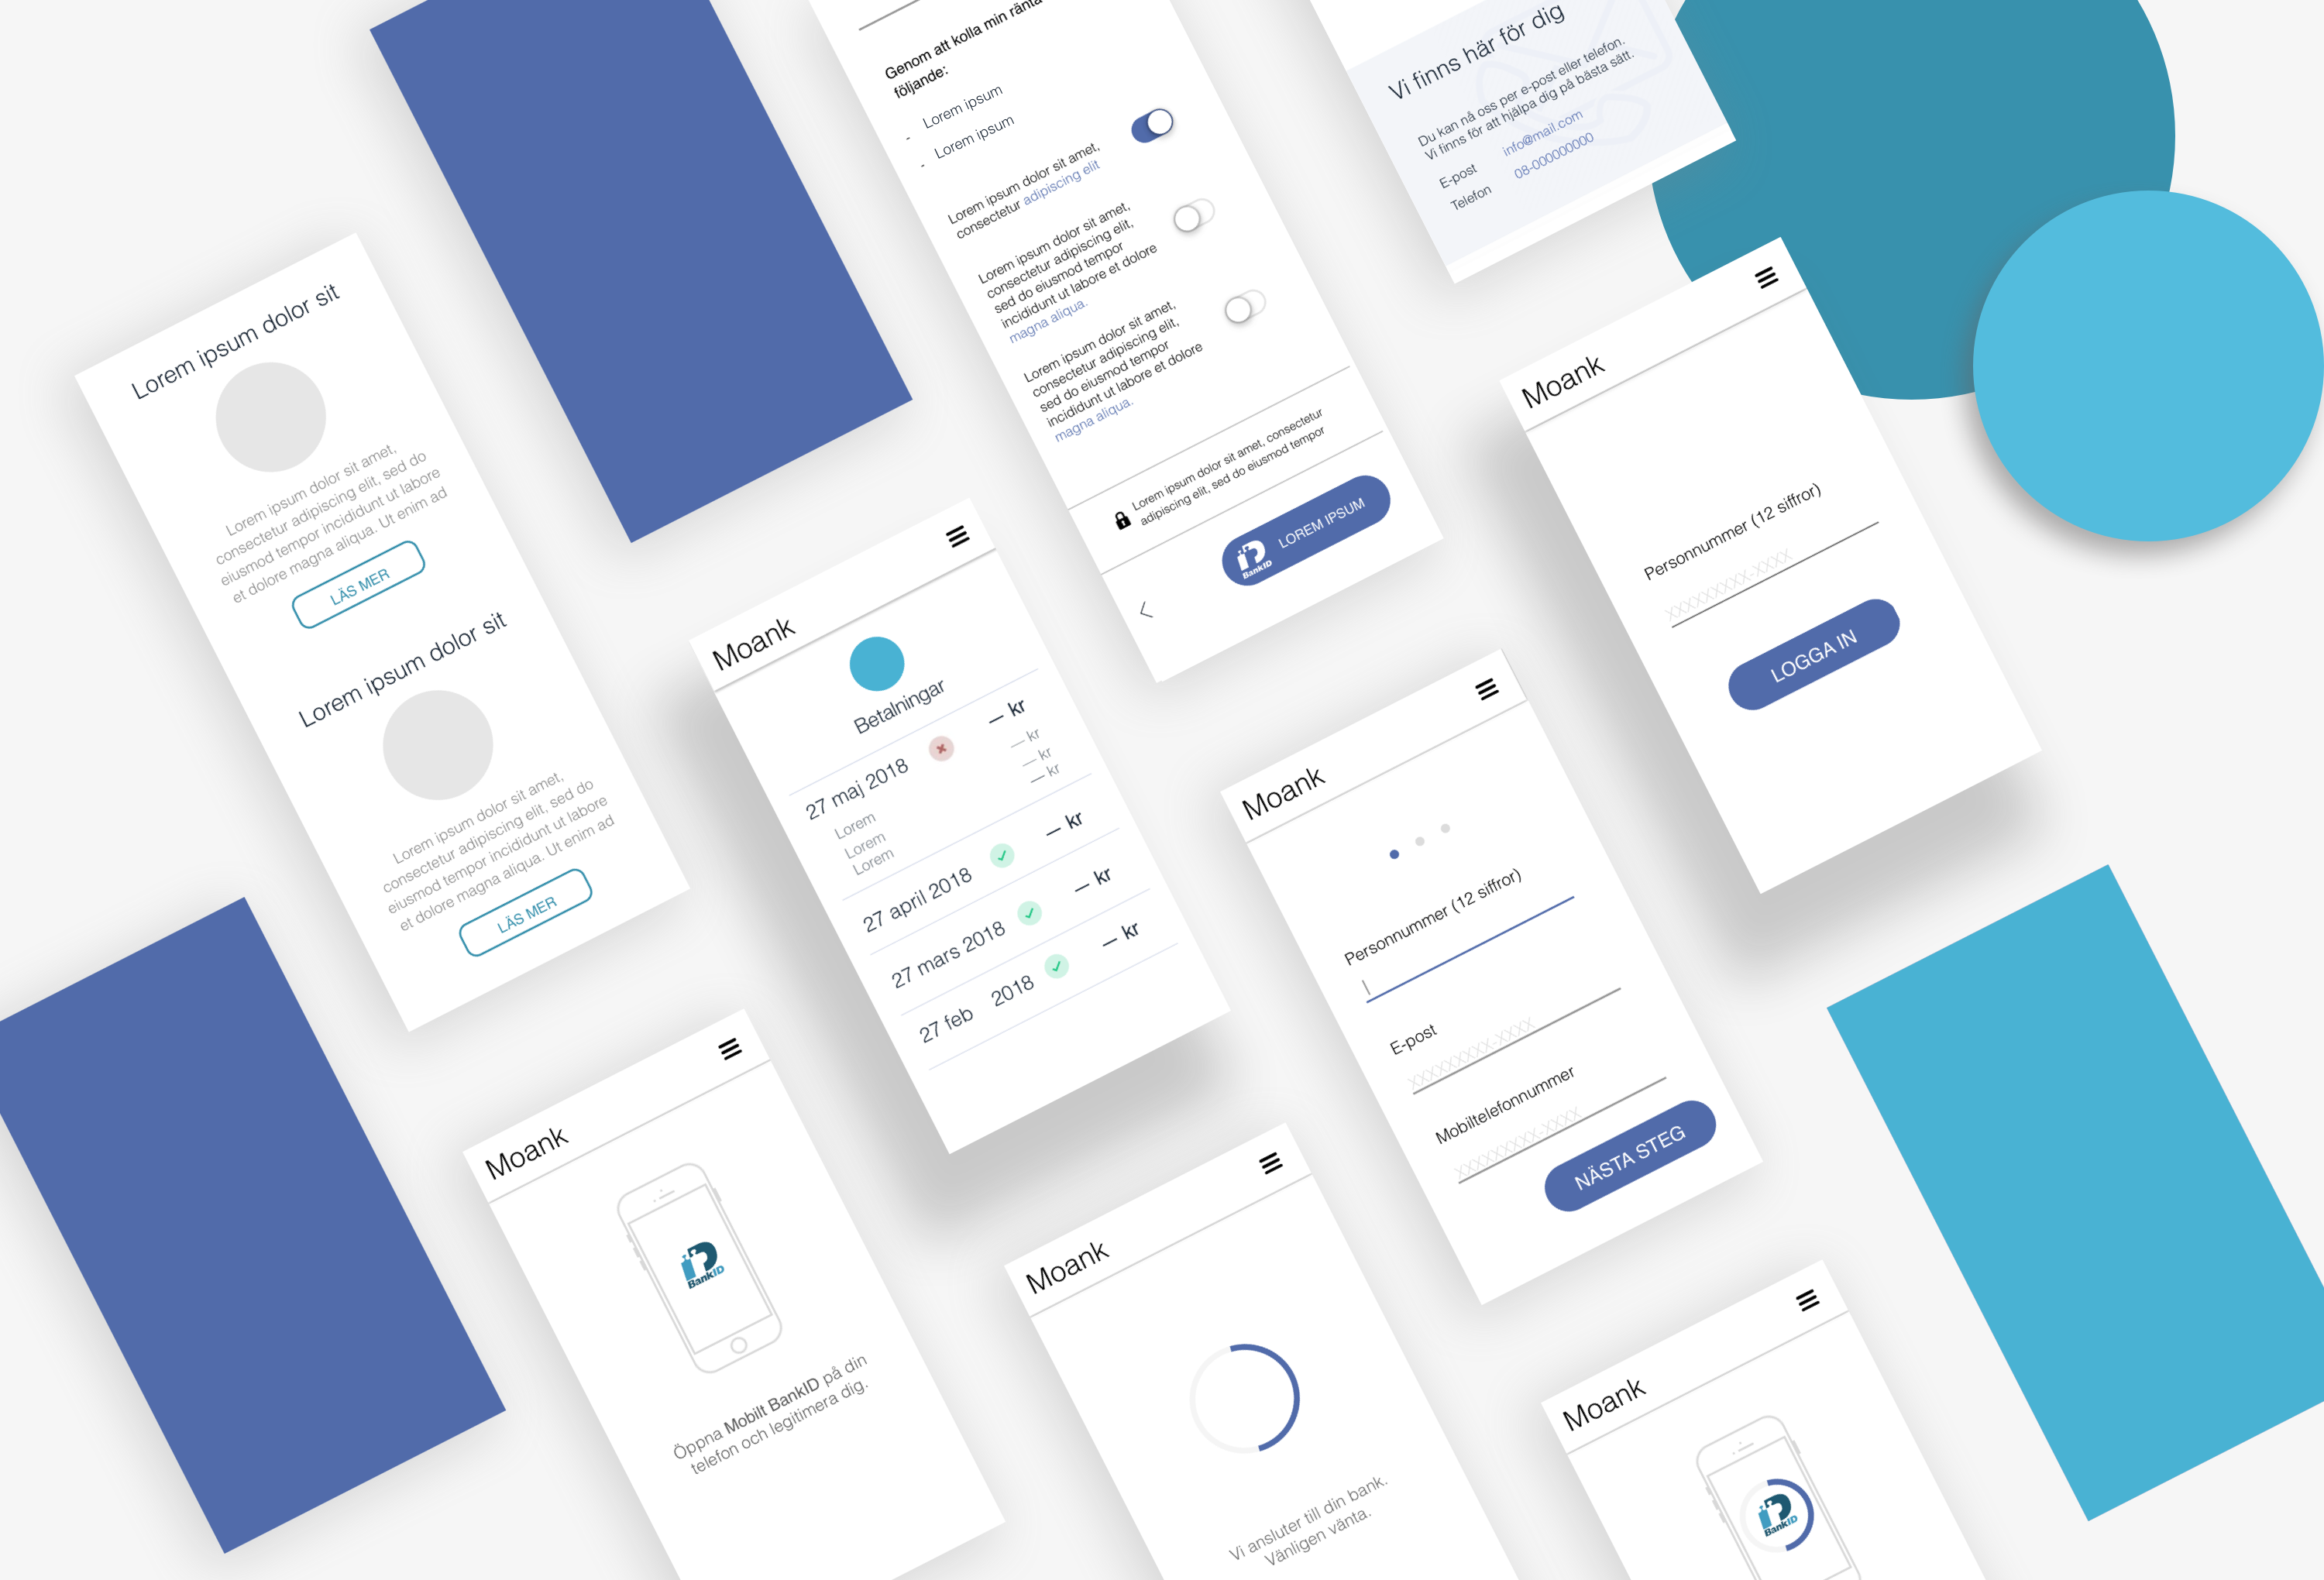 Lorem ipsum dolor sit
Lorem ipsum dolor sit amet,
consectetur adipiscing elit, sed do
eiusmod tempor incididunt ut labore
et dolore magna aliqua. Ut enim ad
LÄS MER
Lorem ipsum dolor sit
Lorem ipsum dolor sit amet,
consectetur adipiscing elit, sed do
eiusmod tempor incididunt ut labore
et dolore magna aliqua. Ut enim ad
LÄS MER
Genom att kolla min ränta
följande:
- Lorem ipsum
- Lorem ipsum
Lorem ipsum dolor sit amet,
consectetur adipiscing elit
Lorem ipsum dolor sit amet,
consectetur adipiscing elit,
sed do eiusmod tempor
incididunt ut labore et dolore
magna aliqua.
Lorem ipsum dolor sit amet,
consectetur adipiscing elit,
sed do eiusmod tempor
incididunt ut labore et dolore
magna aliqua.
Lorem ipsum dolor sit amet, consectetur
adipiscing elit, sed do eiusmod tempor
BankID LOREM IPSUM
Vi finns här för dig
Du kan nå oss per e-post eller telefon.
Vi finns för att hjälpa dig på bästa sätt.
E-post info@mail.com
Telefon 08-000000000
Moank
Personnummer (12 siffror)
XXXXXXXX-XXXX
LOGGA IN
Moank
Betalningar
27 maj 2018 — kr
Lorem — kr
Lorem — kr
Lorem — kr
27 april 2018 — kr
27 mars 2018 — kr
27 feb 2018 — kr
Moank
Personnummer (12 siffror)
E-post
XXXXXXXX-XXXX
Mobiltelefonnummer
XXXXXXXX-XXXX
NÄSTA STEG
Moank
BankID
Öppna Mobilt BankID på din
telefon och legitimera dig.
Moank
Vi ansluter till din bank.
Vänligen vänta.
Moank
BankID